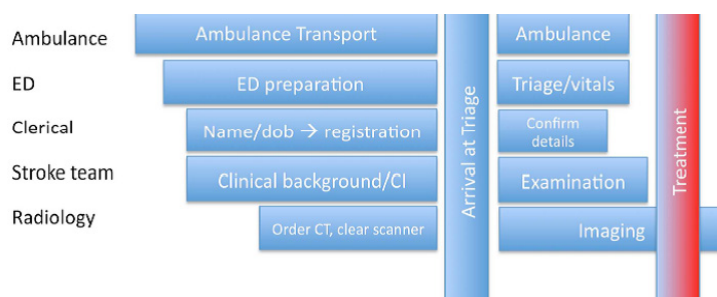 Ambulance
Ambulance Transport
Ambulance
ED
ED preparation
Triage/vitals
Clerical
Name/dob → registration
Confirm
details
Stroke team
Clinical background/CI
Examination
Radiology
Order CT, clear scanner
Imaging
Arrival at Triage
Treatment